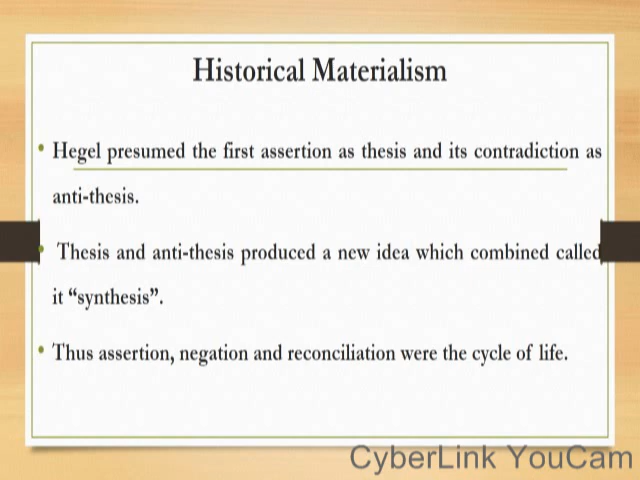 Historical Materialism
• Hegel presumed the first assertion as thesis and its contradiction as
anti-thesis.
• Thesis and anti-thesis produced a new idea which combined called
it “synthesis”.
• Thus assertion, negation and reconciliation were the cycle of life.
CyberLink YouCam